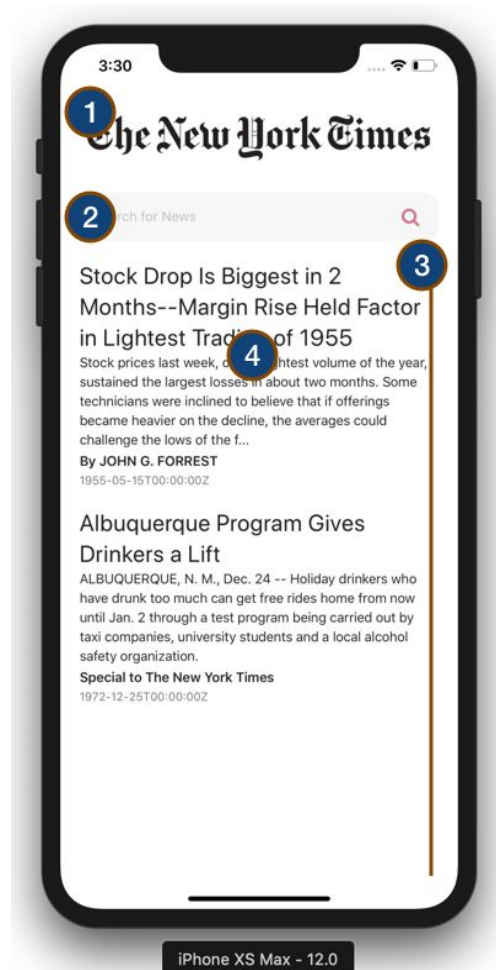 3:30
1
The New York Times
2
for News
3
Stock Drop Is Biggest in 2
Months--Margin Rise Held Factor
in Lightest of 1955
4
Stock prices last week, volume of the year,
sustained the largest losses in about two months. Some
technicians were inclined to believe that if offerings
became heavier on the decline, the averages could
challenge the lows of the f...
By JOHN G. FORREST
1955-05-15T00:00:00Z
Albuquerque Program Gives
Drinkers a Lift
ALBUQUERQUE, N. M., Dec. 24 -- Holiday drinkers who
have drunk too much can get free rides home from now
until Jan. 2 through a test program being carried out by
taxi companies, university students and a local alcohol
safety organization.
Special to The New York Times
1972-12-25T00:00:00Z
iPhone XS Max - 12.0